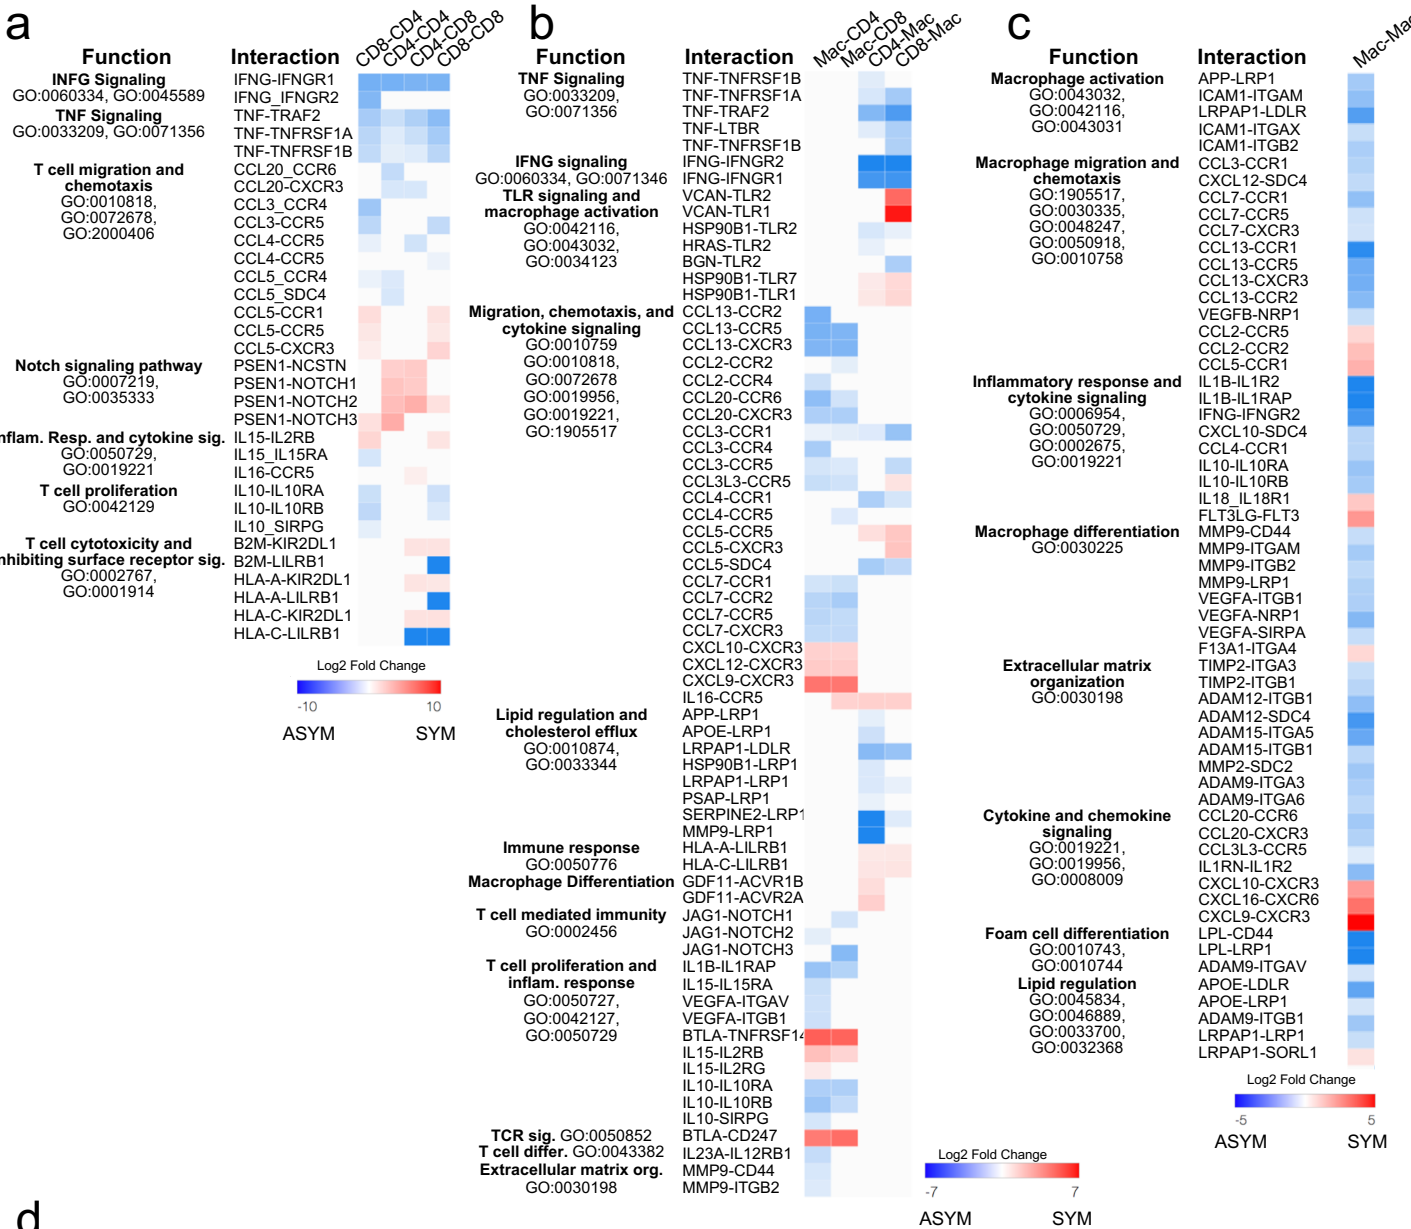 a
Function
Interaction
CD8-CD4
CD4-CD4
CD4-CD8
CD8-CD8
INFG Signaling
GO:0060334, GO:0045589
TNF Signaling
GO:0033209, GO:0071356
T cell migration and
chemotaxis
GO:0010818,
GO:0072678,
GO:2000406
Notch signaling pathway
GO:0007219,
GO:0035333
nflam. Resp. and cytokine sig.
GO:0050729,
GO:0019221
T cell proliferation
GO:0042129
T cell cytotoxicity and
nhibiting surface receptor sig.
GO:0002767,
GO:0001914
IFNG-IFNGR1
IFNG_IFNGR2
TNF-TRAF2
TNF-TNFRSF1A
TNF-TNFRSF1B
CCL20_CCR6
CCL20-CXCR3
CCL3_CCR4
CCL3-CCR5
CCL4-CCR5
CCL4-CCR5
CCL5_CCR4
CCL5_SDC4
CCL5-CCR1
CCL5-CCR5
CCL5-CXCR3
PSEN1-NCSTN
PSEN1-NOTCH1
PSEN1-NOTCH2
PSEN1-NOTCH3
IL15-IL2RB
IL15_IL15RA
IL16-CCR5
IL10-IL10RA
IL10-IL10RB
IL10_SIRPG
B2M-KIR2DL1
B2M-LILRB1
HLA-A-KIR2DL1
HLA-A-LILRB1
HLA-C-KIR2DL1
HLA-C-LILRB1
Log2 Fold Change
-10 10
ASYM SYM
b
Function
Interaction
Mac-CD4
Mac-CD8
CD4-Mac
CD8-Mac
TNF Signaling
GO:0033209,
GO:0071356
IFNG signaling
GO:0060334, GO:0071346
TLR signaling and
macrophage activation
GO:0042116,
GO:0043032,
GO:0034123
Migration, chemotaxis, and
cytokine signaling
GO:0010759
GO:0010818,
GO:0072678
GO:0019956,
GO:0019221,
GO:1905517
Lipid regulation and
cholesterol efflux
GO:0010874,
GO:0033344
Immune response
GO:0050776
Macrophage Differentiation
T cell mediated immunity
GO:0002456
T cell proliferation and
inflam. response
GO:0050727,
GO:0042127,
GO:0050729
TCR sig. GO:0050852
T cell differ. GO:0043382
Extracellular matrix org.
GO:0030198
TNF-TNFRSF1B
TNF-TNFRSF1A
TNF-TRAF2
TNF-LTBR
TNF-TNFRSF1B
IFNG-IFNGR2
IFNG-IFNGR1
VCAN-TLR2
VCAN-TLR1
HSP90B1-TLR2
HRAS-TLR2
BGN-TLR2
HSP90B1-TLR7
HSP90B1-TLR1
CCL13-CCR2
CCL13-CCR5
CCL13-CXCR3
CCL2-CCR2
CCL2-CCR4
CCL20-CCR6
CCL20-CXCR3
CCL3-CCR1
CCL3-CCR4
CCL3-CCR5
CCL3L3-CCR5
CCL4-CCR1
CCL4-CCR5
CCL5-CCR5
CCL5-CXCR3
CCL5-SDC4
CCL7-CCR1
CCL7-CCR2
CCL7-CCR5
CCL7-CXCR3
CXCL10-CXCR3
CXCL12-CXCR3
CXCL9-CXCR3
IL16-CCR5
APP-LRP1
APOE-LRP1
LRPAP1-LDLR
HSP90B1-LRP1
LRPAP1-LRP1
PSAP-LRP1
SERPINE2-LRP1
MMP9-LRP1
HLA-A-LILRB1
HLA-C-LILRB1
GDF11-ACVR1B
GDF11-ACVR2A
JAG1-NOTCH1
JAG1-NOTCH2
JAG1-NOTCH3
IL1B-IL1RAP
IL15-IL15RA
VEGFA-ITGAV
VEGFA-ITGB1
BTLA-TNFRSF14
IL15-IL2RB
IL15-IL2RG
IL10-IL10RA
IL10-IL10RB
IL10-SIRPG
BTLA-CD247
IL23A-IL12RB1
MMP9-CD44
MMP9-ITGB2
Log2 Fold Change
-7 7
ASYM SYM
c
Function
Interaction
Mac-Mac
Macrophage activation
GO:0043032,
GO:0042116,
GO:0043031
Macrophage migration and
chemotaxis
GO:1905517,
GO:0030335,
GO:0048247,
GO:0050918,
GO:0010758
Inflammatory response and
cytokine signaling
GO:0006954,
GO:0050729,
GO:0002675,
GO:0019221
Macrophage differentiation
GO:0030225
Extracellular matrix
organization
GO:0030198
Cytokine and chemokine
signaling
GO:0019221,
GO:0019956,
GO:0008009
Foam cell differentiation
GO:0010743,
GO:0010744
Lipid regulation
GO:0045834,
GO:0046889,
GO:0033700,
GO:0032368
APP-LRP1
ICAM1-ITGAM
LRPAP1-LDLR
ICAM1-ITGAX
ICAM1-ITGB2
CCL3-CCR1
CXCL12-SDC4
CCL7-CCR1
CCL7-CCR5
CCL7-CXCR3
CCL13-CCR1
CCL13-CCR5
CCL13-CXCR3
CCL13-CCR2
VEGFB-NRP1
CCL2-CCR5
CCL2-CCR2
CCL5-CCR1
IL1B-IL1R2
IL1B-IL1RAP
IFNG-IFNGR2
CXCL10-SDC4
CCL4-CCR1
IL10-IL10RA
IL10-IL10RB
IL18_IL18R1
FLT3LG-FLT3
MMP9-CD44
MMP9-ITGAM
MMP9-ITGB2
MMP9-LRP1
VEGFA-ITGB1
VEGFA-NRP1
VEGFA-SIRPA
F13A1-ITGA4
TIMP2-ITGA3
TIMP2-ITGB1
ADAM12-ITGB1
ADAM12-SDC4
ADAM15-ITGA5
ADAM15-ITGB1
MMP2-SDC2
ADAM9-ITGA3
ADAM9-ITGA6
CCL20-CCR6
CCL20-CXCR3
CCL3L3-CCR5
IL1RN-IL1R2
CXCL10-CXCR3
CXCL16-CXCR6
CXCL9-CXCR3
LPL-CD44
LPL-LRP1
ADAM9-ITGAV
APOE-LDLR
APOE-LRP1
ADAM9-ITGB1
LRPAP1-LRP1
LRPAP1-SORL1
Log2 Fold Change
-5 5
ASYM SYM
d